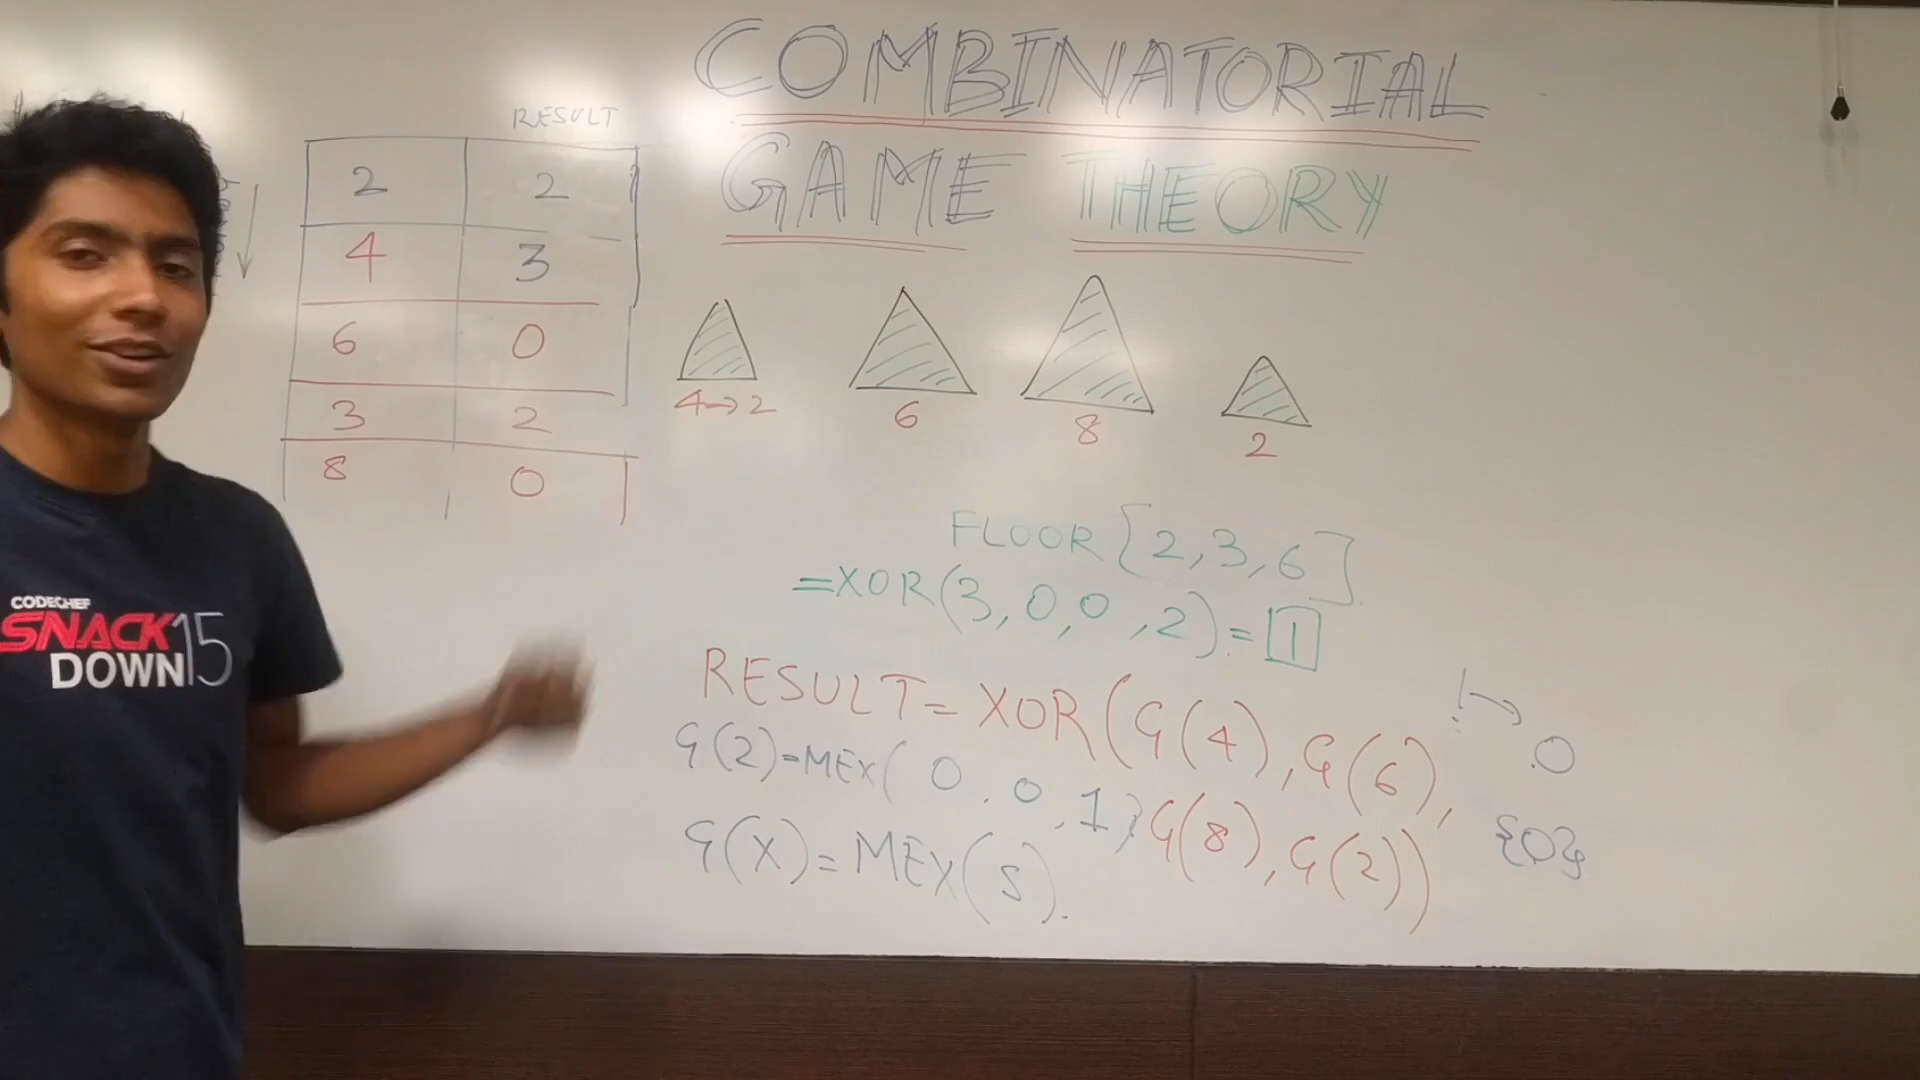 COMBINATORIAL
GAME THEORY
RESULT
2 2
4 3
6 0
3 2
8 0
4→2 6 8 2
FLOOR[2,3,6]
=XOR(3,0,0,2)=1
RESULT=XOR(G(4),G(6),
G(8),G(2))
G(2)=MEX(0,0,1)
G(X)=MEX(S).
!→0
{0}
CODECHEF
SNACK
DOWN15